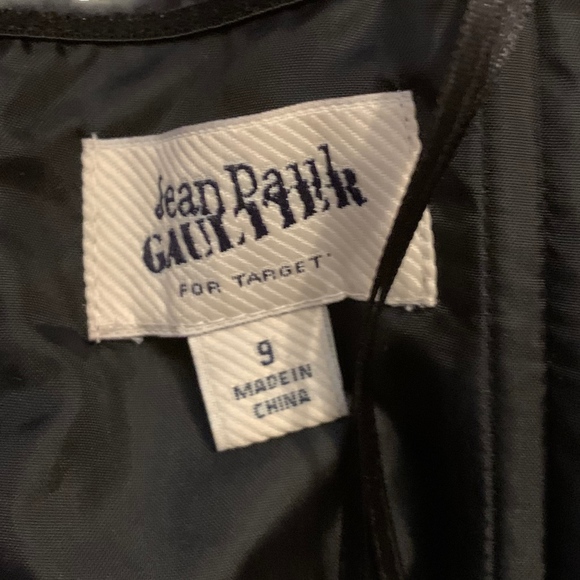 Jean Paul
GAULTIER
FOR TARGET
9
MADE IN
CHINA